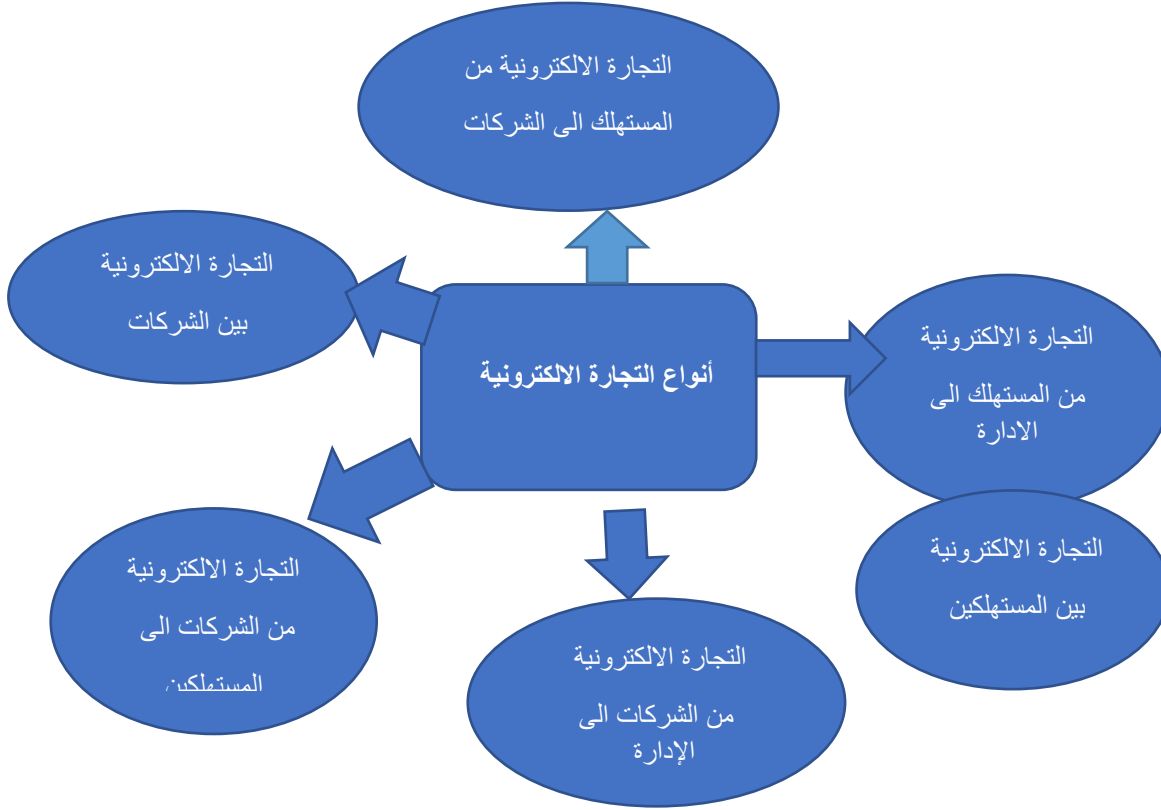 التجارة الالكترونية من
المستهلك الى الشركات
التجارة الالكترونية
بين الشركات
أنواع التجارة الالكترونية
التجارة الالكترونية
من المستهلك الى
الادارة
التجارة الالكترونية
بين المستهلكين
التجارة الالكترونية
من الشركات الى
المستهلكين
التجارة الالكترونية
من الشركات الى
الإدارة